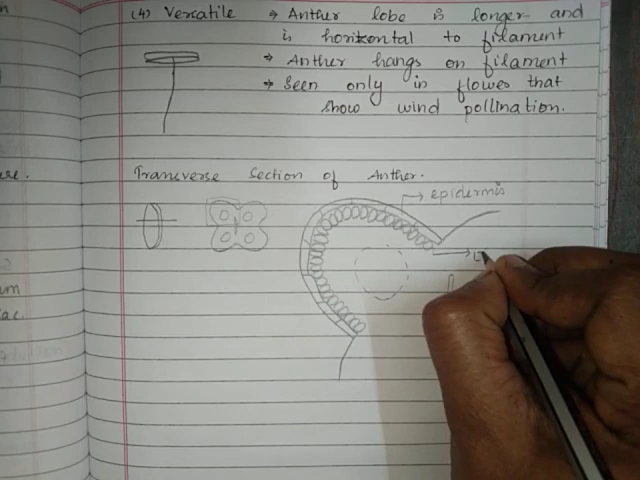 (4) Versatile → Anther lobe is longer and
is horizontal to filament
→ Anther hangs on filament
→ Seen only in flowes that
show wind pollination.
Transverse Section of Anther.
→ epidermis